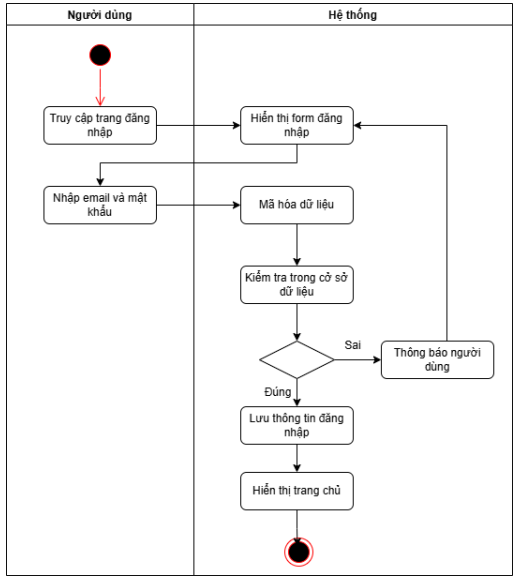 Người dùng
Hệ thống
Truy cập trang đăng
nhập
Hiển thị form đăng
nhập
Nhập email và mật
khẩu
Mã hóa dữ liệu
Kiểm tra trong cở sở
dữ liệu
Sai
Thông báo người
dùng
Đúng
Lưu thông tin đăng
nhập
Hiển thị trang chủ